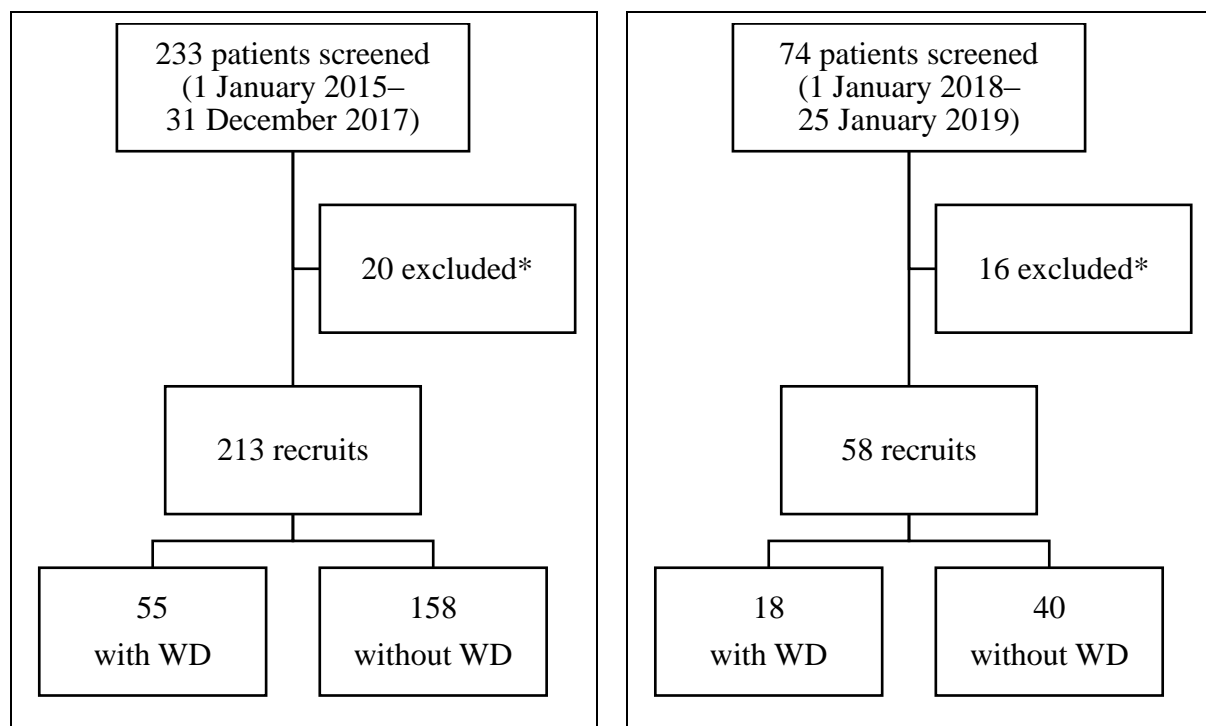 233 patients screened
(1 January 2015–
31 December 2017)
20 excluded*
213 recruits
55
with WD
158
without WD
74 patients screened
(1 January 2018–
25 January 2019)
16 excluded*
58 recruits
18
with WD
40
without WD